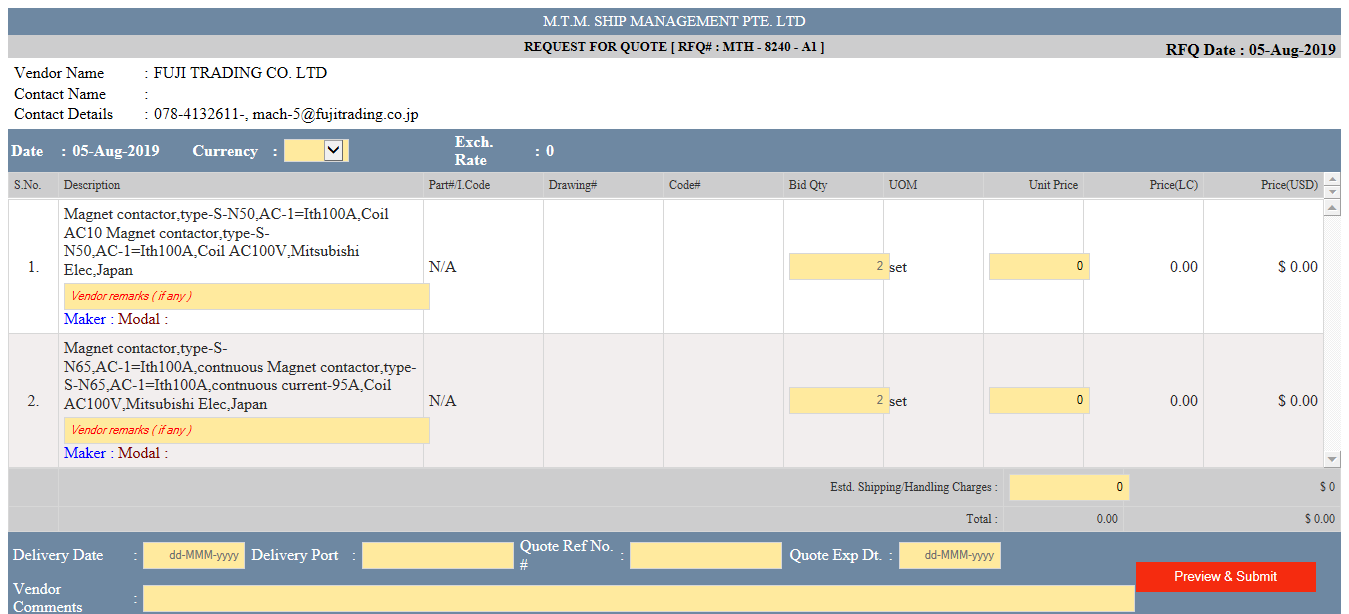 M.T.M. SHIP MANAGEMENT PTE. LTD
REQUEST FOR QUOTE [ RFQ# : MTH - 8240 - A1 ]
RFQ Date : 05-Aug-2019
Vendor Name : FUJI TRADING CO. LTD
Contact Name :
Contact Details : 078-4132611-, mach-5@fujitrading.co.jp
Date : 05-Aug-2019 Currency : Exch. Rate : 0
S.No. Description Part#/I.Code Drawing# Code# Bid Qty UOM Unit Price Price(LC) Price(USD)
Magnet contactor,type-S-N50,AC-1=Ith100A,Coil
AC10 Magnet contactor,type-S-
N50,AC-1=Ith100A,Coil AC100V,Mitsubishi
Elec,Japan
1. N/A 2 set 0 0.00 $ 0.00
Vendor remarks ( if any )
Maker : Modal :
Magnet contactor,type-S-
N65,AC-1=Ith100A,contnuous Magnet contactor,type-
S-N65,AC-1=Ith100A,contnuous current-95A,Coil
AC100V,Mitsubishi Elec,Japan
2. N/A 2 set 0 0.00 $ 0.00
Vendor remarks ( if any )
Maker : Modal :
Estd. Shipping/Handling Charges : 0 $ 0
Total : 0.00 $ 0.00
Delivery Date : dd-MMM-yyyy Delivery Port : Quote Ref No. # : Quote Exp Dt. : dd-MMM-yyyy
Preview & Submit
Vendor Comments :